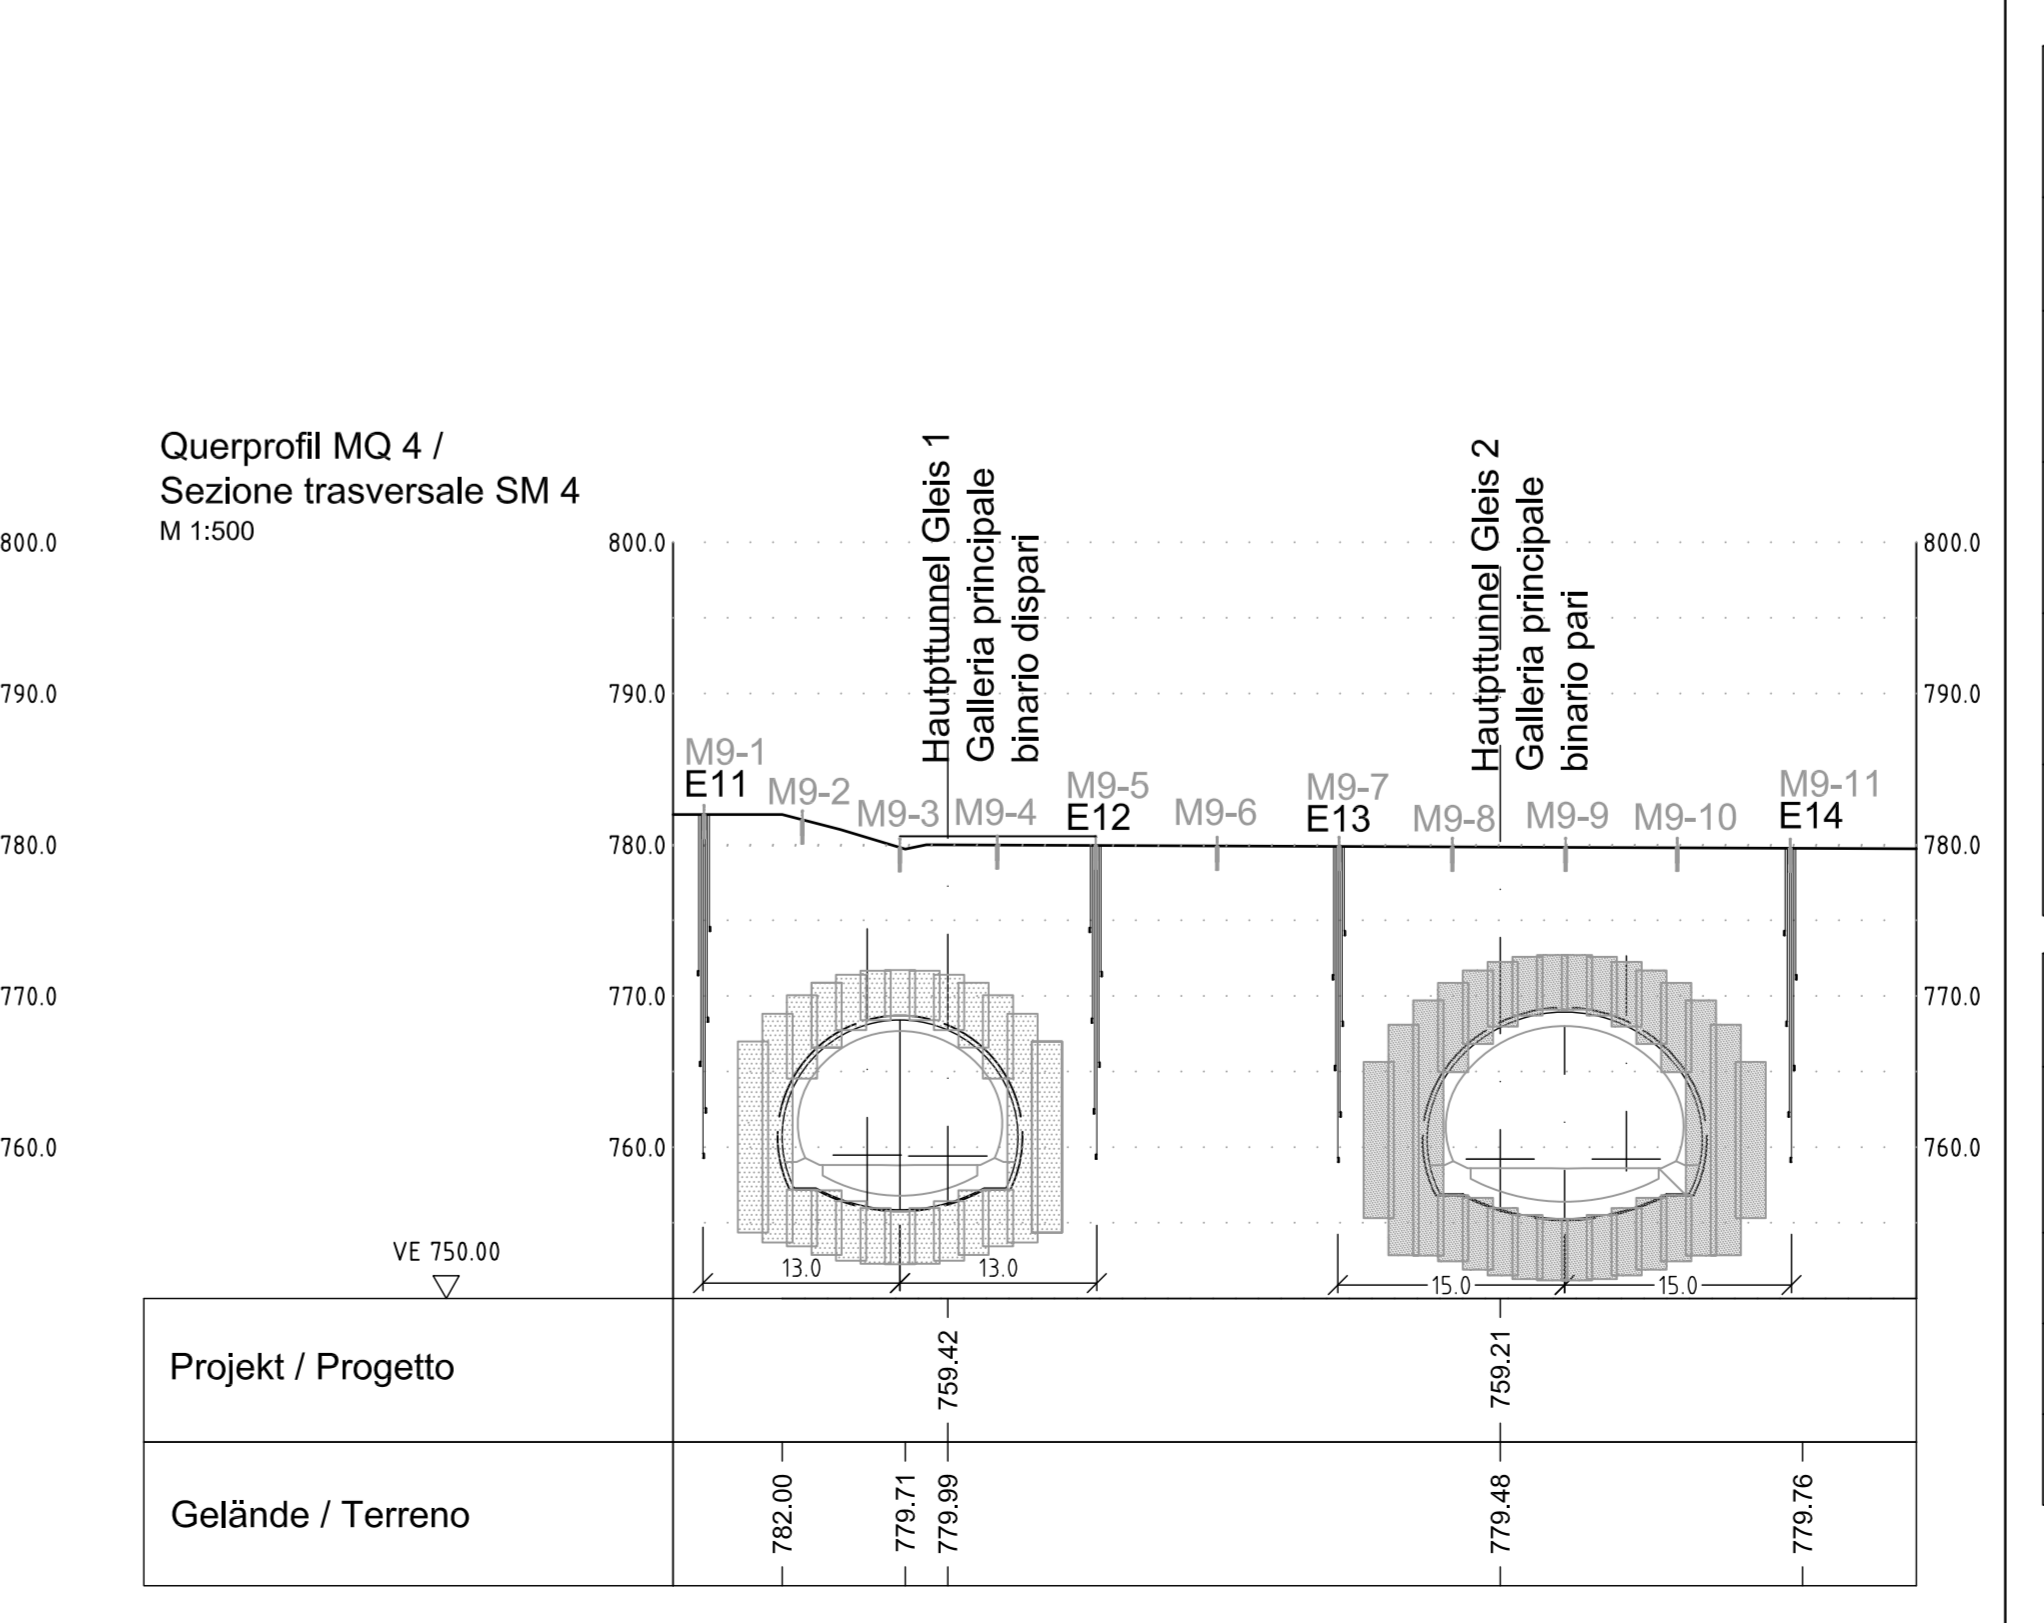 Querprofil MQ 4 /
Sezione trasversale SM 4
M 1:500
Hautpttunnel Gleis 1
Galleria principale
binario dispari
Hautpttunnel Gleis 2
Galleria principale
binario pari
800.0 800.0 800.0
790.0 790.0 790.0
780.0 780.0 780.0
770.0 770.0 770.0
760.0 760.0 760.0
M9-1
E11
M9-2
M9-3
M9-4
M9-5
E12
M9-6
M9-7
E13
M9-8
M9-9
M9-10
M9-11
E14
13.0 13.0
15.0 15.0
VE 750.00
Projekt / Progetto
759.42
759.21
Gelände / Terreno
782.00
779.71
779.99
779.48
779.76